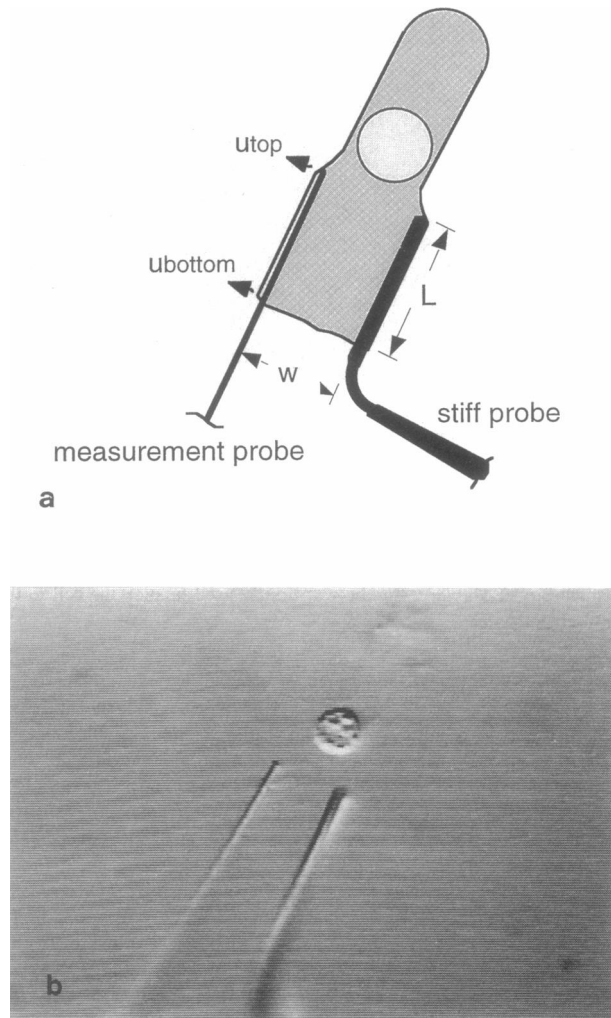 utop
ubottom
L
w
stiff probe
measurement probe
a
b